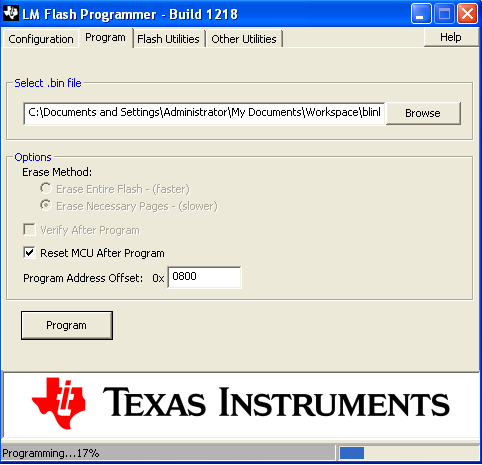 LM Flash Programmer - Build 1218
Configuration Program Flash Utilities Other Utilities Help
Select .bin file
C:\Documents and Settings\Administrator\My Documents\Workspace\blinl Browse
Options
Erase Method:
Erase Entire Flash - (faster)
Erase Necessary Pages - (slower)
Verify After Program
Reset MCU After Program
Program Address Offset: 0x 0800
Program
TEXAS INSTRUMENTS
Programming...17%